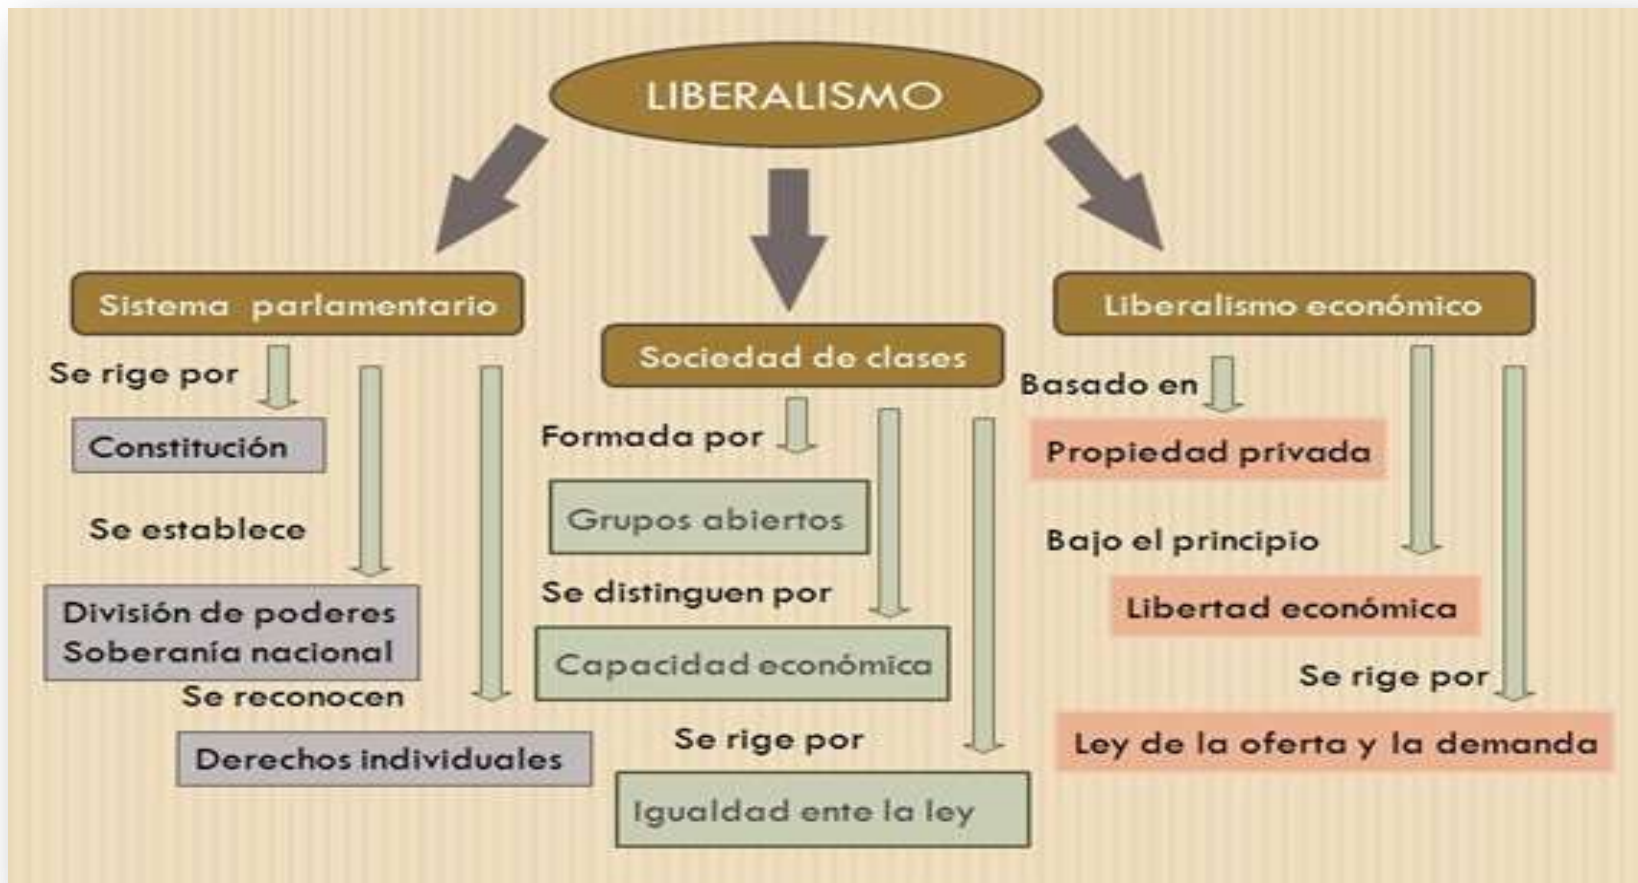 LIBERALISMO
Sistema parlamentario
Se rige por
Constitución
Se establece
División de poderes
Soberanía nacional
Se reconocen
Derechos individuales
Sociedad de clases
Formada por
Grupos abiertos
Se distinguen por
Capacidad económica
Se rige por
Igualdad ente la ley
Liberalismo económico
Basado en
Propiedad privada
Bajo el principio
Libertad económica
Se rige por
Ley de la oferta y la demanda